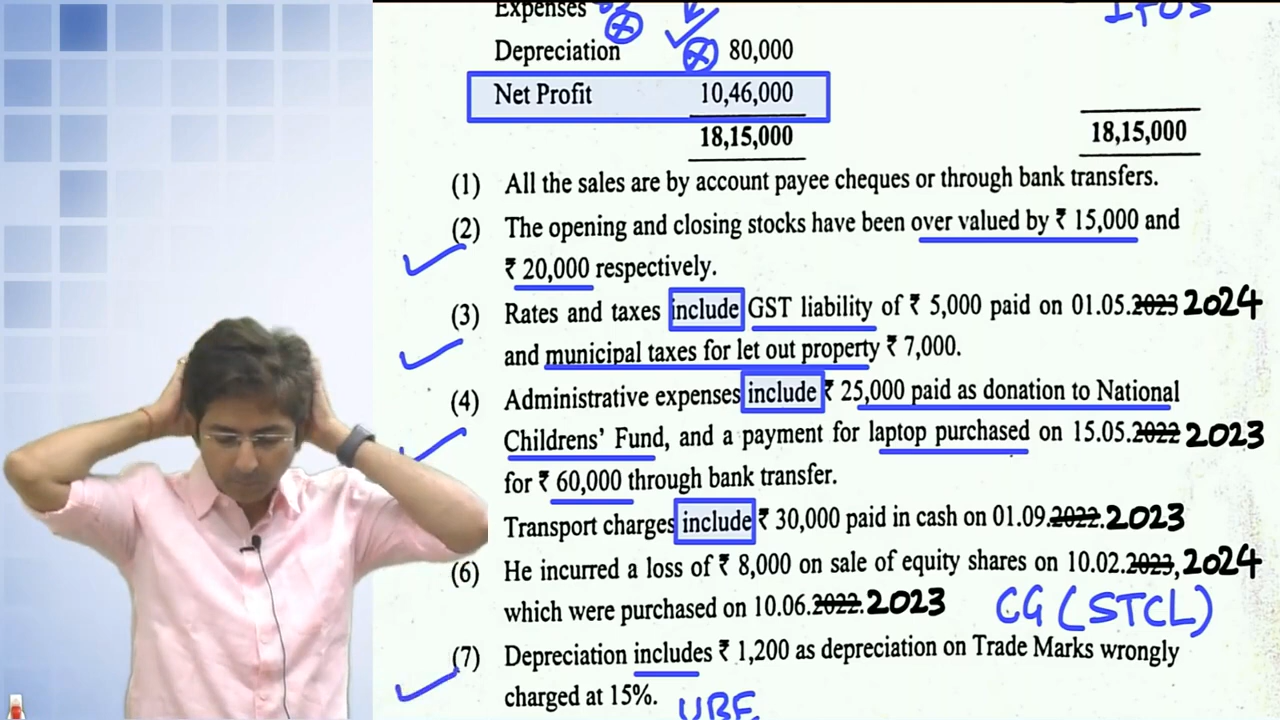 Expenses
IFOS
Depreciation 80,000
Net Profit 10,46,000
18,15,000 18,15,000
(1) All the sales are by account payee cheques or through bank transfers.
(2) The opening and closing stocks have been over valued by ₹ 15,000 and
₹ 20,000 respectively.
(3) Rates and taxes include GST liability of ₹ 5,000 paid on 01.05.2023 2024
and municipal taxes for let out property ₹ 7,000.
(4) Administrative expenses include ₹ 25,000 paid as donation to National
Childrens' Fund, and a payment for laptop purchased on 15.05.2022 2023
for ₹ 60,000 through bank transfer.
Transport charges include ₹ 30,000 paid in cash on 01.09.2022. 2023
(6) He incurred a loss of ₹ 8,000 on sale of equity shares on 10.02.2023, 2024
which were purchased on 10.06.2022. 2023 CG (STCL)
(7) Depreciation includes ₹ 1,200 as depreciation on Trade Marks wrongly
charged at 15%.